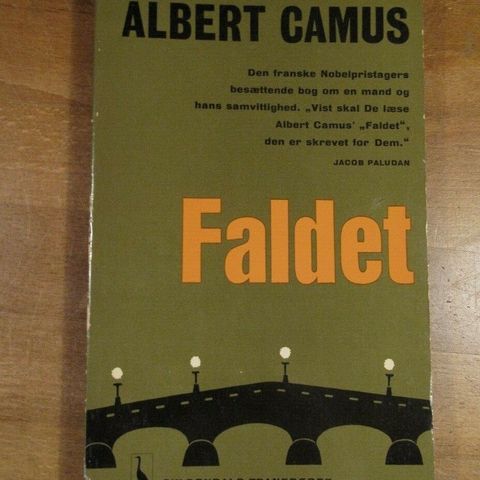 ALBERT CAMUS
Den franske Nobelpristagers
besættende bog om en mand og
hans samvittighed. „Vist skal De læse
Albert Camus' „Faldet“,
den er skrevet for Dem.“
JACOB PALUDAN
Faldet